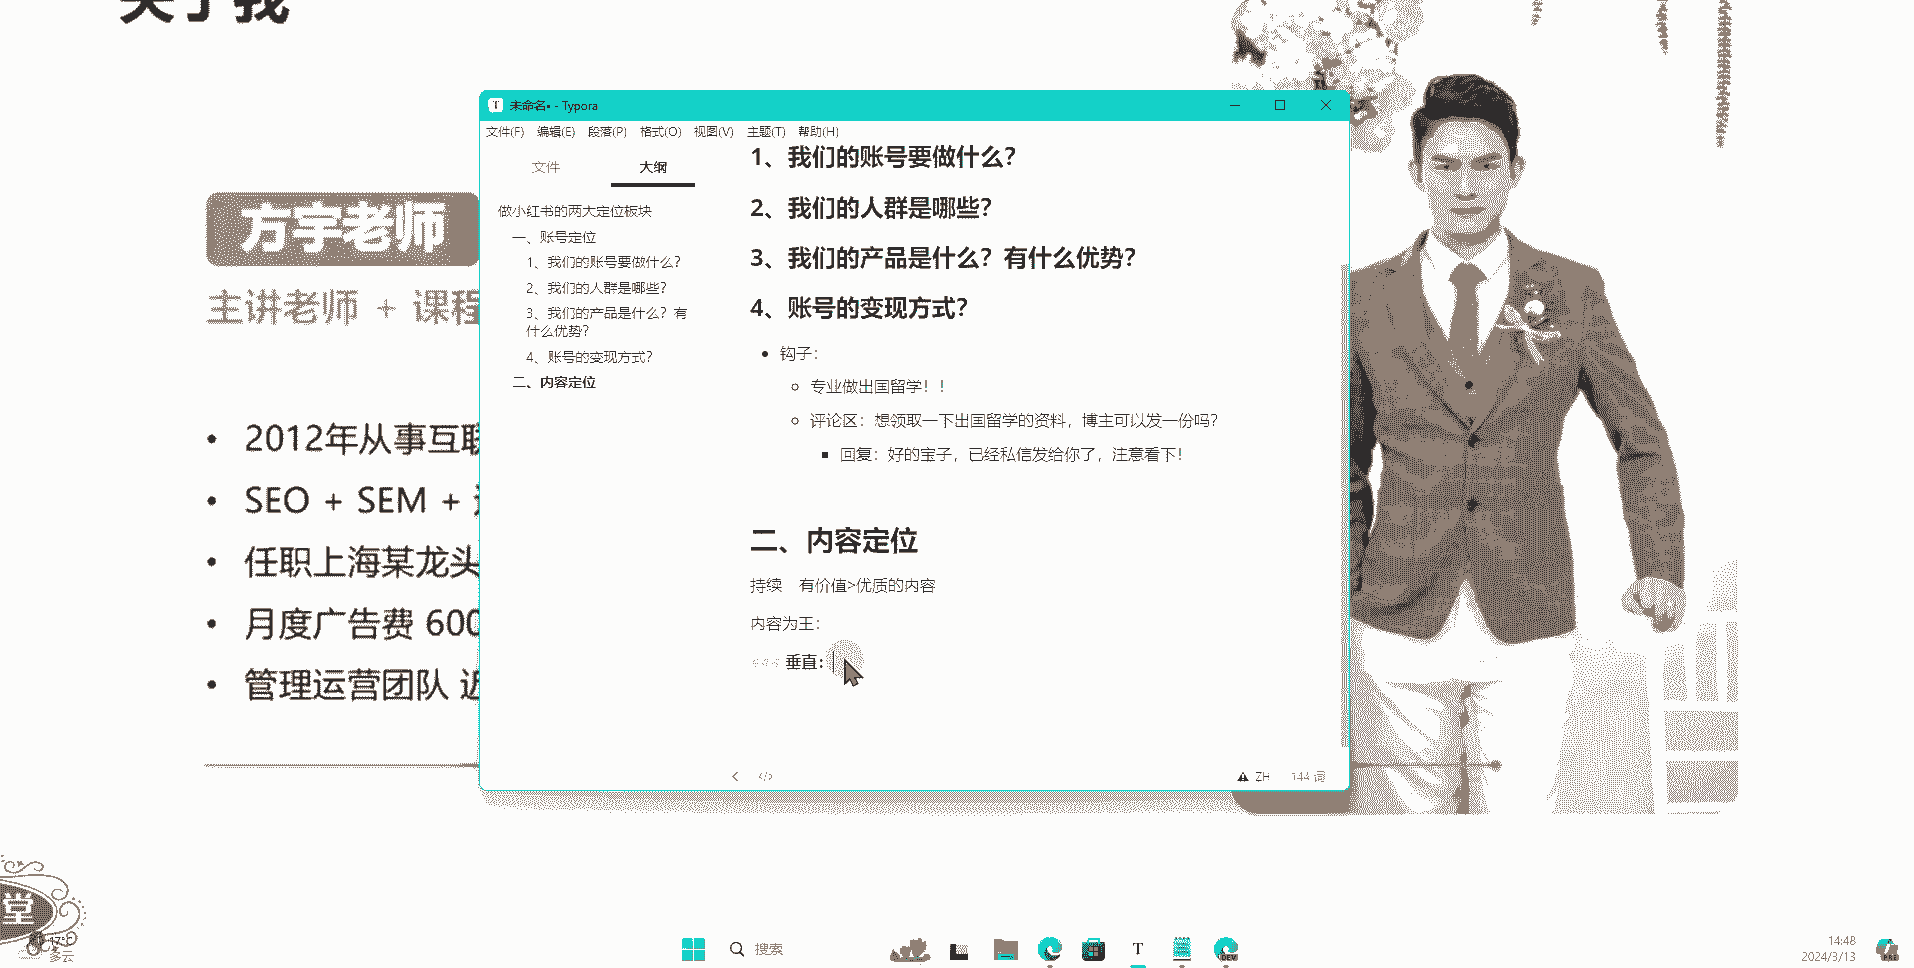 关于我
方宇老师
主讲老师 + 课程
2012年从事互联
SEO + SEM +
任职上海某龙头
月度广告费 600
管理运营团队 近
未命名• - Typora
文件(F) 编辑(E) 段落(P) 格式(O) 视图(V) 主题(T) 帮助(H)
文件 大纲
做小红书的两大定位板块
一、账号定位
1、我们的账号要做什么？
2、我们的人群是哪些？
3、我们的产品是什么？有
什么优势？
4、账号的变现方式？
二、内容定位
1、我们的账号要做什么？
2、我们的人群是哪些？
3、我们的产品是什么？有什么优势？
4、账号的变现方式？
钩子：
专业做出国留学！！
评论区：想领取一下出国留学的资料，博主可以发一份吗？
回复：好的宝子，已经私信发给你了，注意看下！
二、内容定位
持续 有价值>优质的内容
内容为王：
### 垂直：
ZH 144 词
堂
17°F
多云
搜索
T
DEV
14:48
2024/3/13
PRE